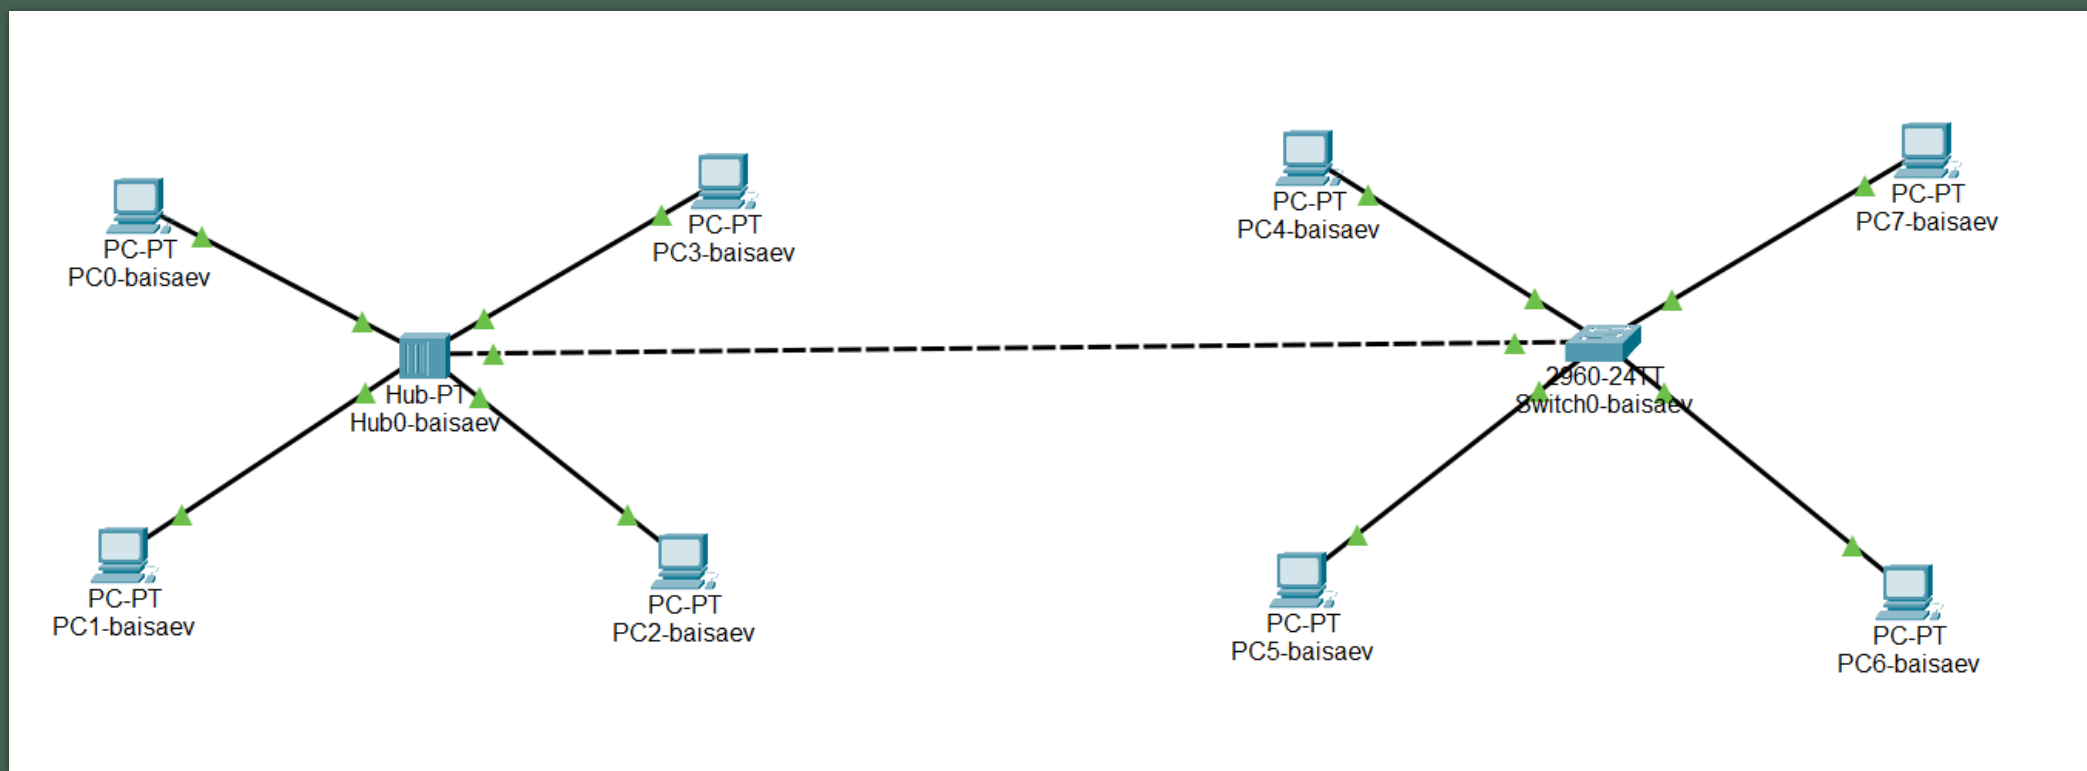 PC-PT
PC0-baisaev
PC-PT
PC3-baisaev
PC-PT
PC4-baisaev
PC-PT
PC7-baisaev
Hub-PT
Hub0-baisaev
2960-24TT
Switch0-baisaev
PC-PT
PC1-baisaev
PC-PT
PC2-baisaev
PC-PT
PC5-baisaev
PC-PT
PC6-baisaev